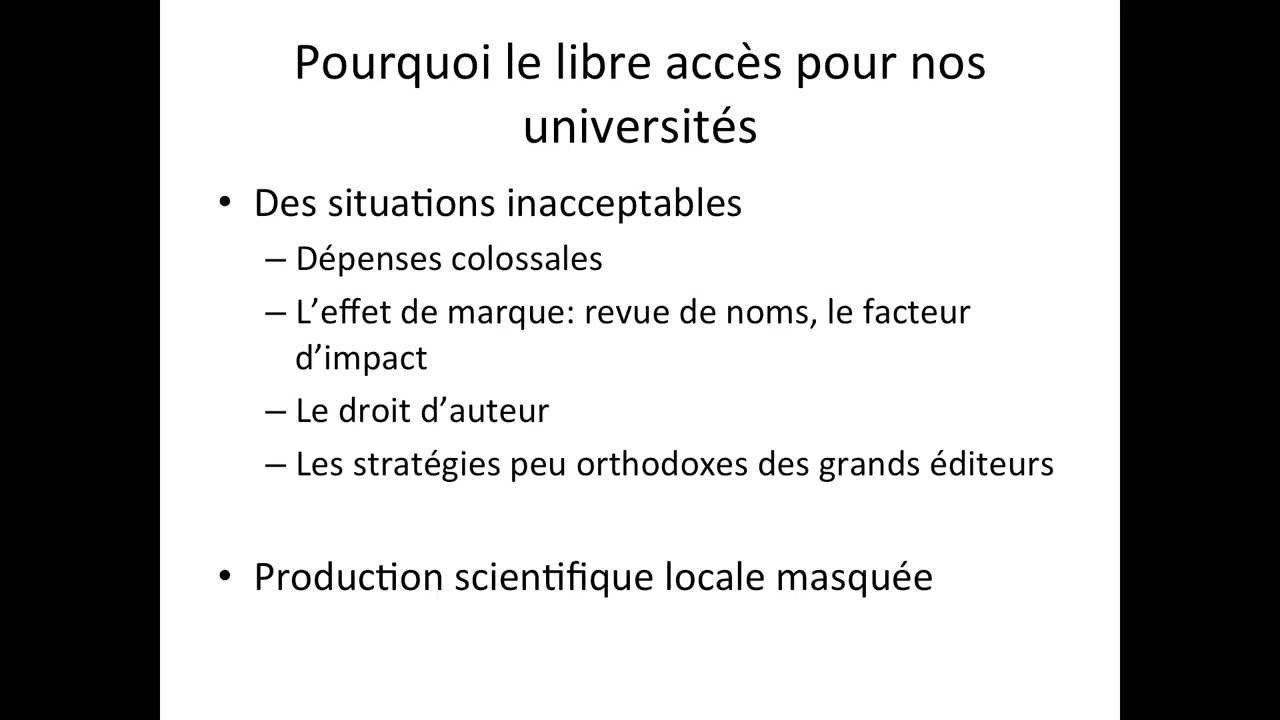 Pourquoi le libre accès pour nos
universités
• Des situations inacceptables
– Dépenses colossales
– L’effet de marque: revue de noms, le facteur
d’impact
– Le droit d’auteur
– Les stratégies peu orthodoxes des grands éditeurs
• Production scientifique locale masquée